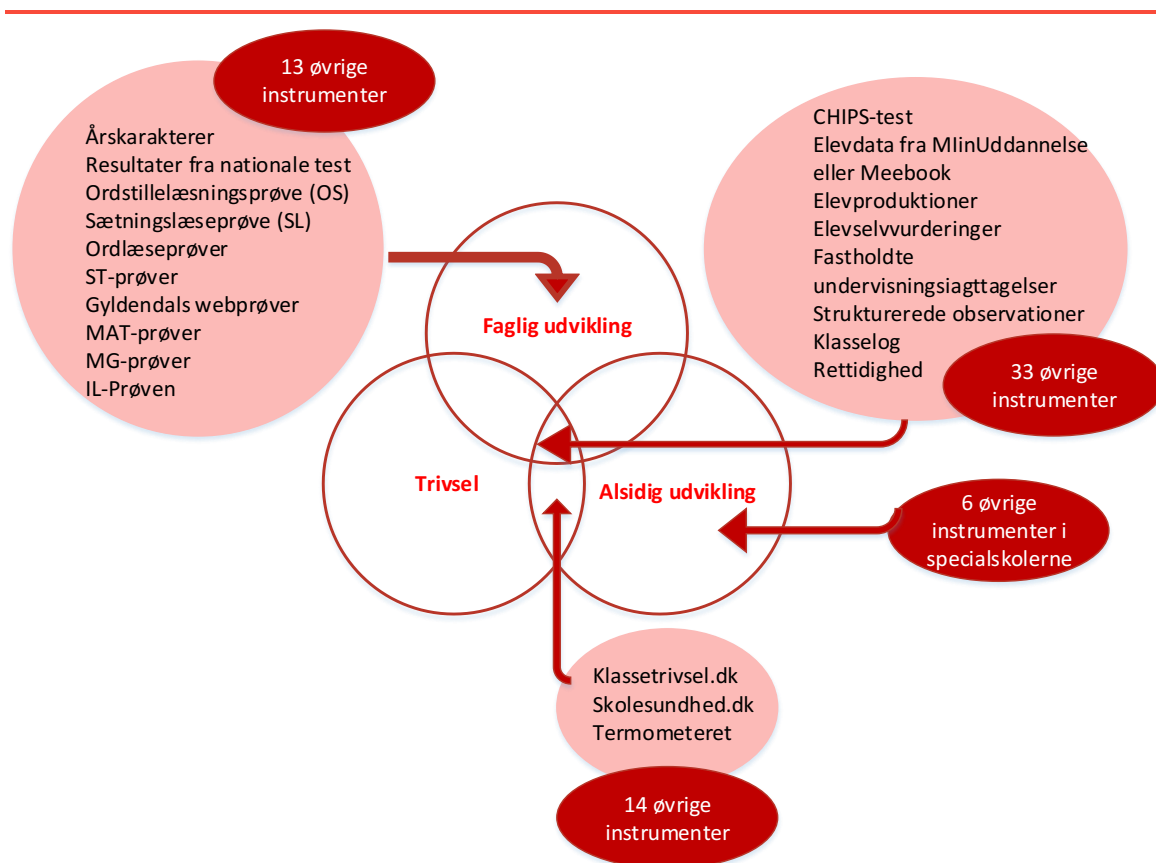 13 øvrige
instrumenter
Årskarakterer
Resultater fra nationale test
Ordstillelæsningsprøve (OS)
Sætningslæseprøve (SL)
Ordlæseprøver
ST-prøver
Gyldendals webprøver
MAT-prøver
MG-prøver
IL-Prøven
CHIPS-test
Elevdata fra MIinUddannelse
eller Meebook
Elevproduktioner
Elevselvvurderinger
Fastholdte
undervisningsiagttagelser
Strukturerede observationer
Klasselog
Rettidighed
33 øvrige
instrumenter
Faglig udvikling
Trivsel
Alsidig udvikling
6 øvrige
instrumenter i
specialskolerne
Klassetrivsel.dk
Skolesundhed.dk
Termometeret
14 øvrige
instrumenter